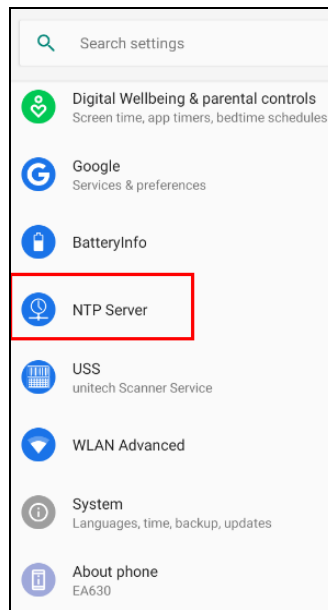 Search settings
Digital Wellbeing & parental controls
Screen time, app timers, bedtime schedules
Google
Services & preferences
BatteryInfo
NTP Server
USS
unitech Scanner Service
WLAN Advanced
System
Languages, time, backup, updates
About phone
EA630